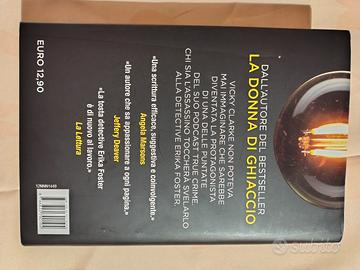 DALL'AUTORE DEL BESTSELLER
LA DONNA DI GHIACCIO
VICKY CLARKE NON POTEVA
MAI IMMAGINARE CHE SAREBBE
DIVENTATA LA PROTAGONISTA
DI UNA DELLE PUNTATE
DEL SUO PODCAST TRUE CRIME.
CHI SIA L'ASSASSINO, TOCCHERÀ SVELARLO
ALLA DETECTIVE ERIKA FOSTER.
«Una scrittura efficace, suggestiva e coinvolgente.»
Angela Marsons
«Un autore che sa appassionare a ogni pagina.»
Jeffery Deaver
«La tosta detective Erika Foster
è di nuovo al lavoro.»
La Lettura
EURO 12,90
subito